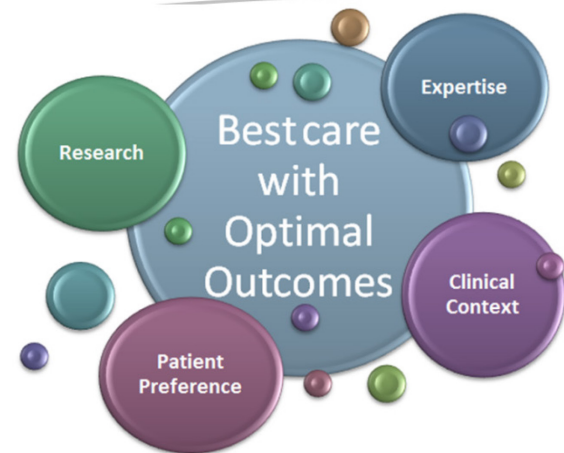 Expertise
Best care
with
Optimal
Outcomes
Research
Clinical
Context
Patient
Preference